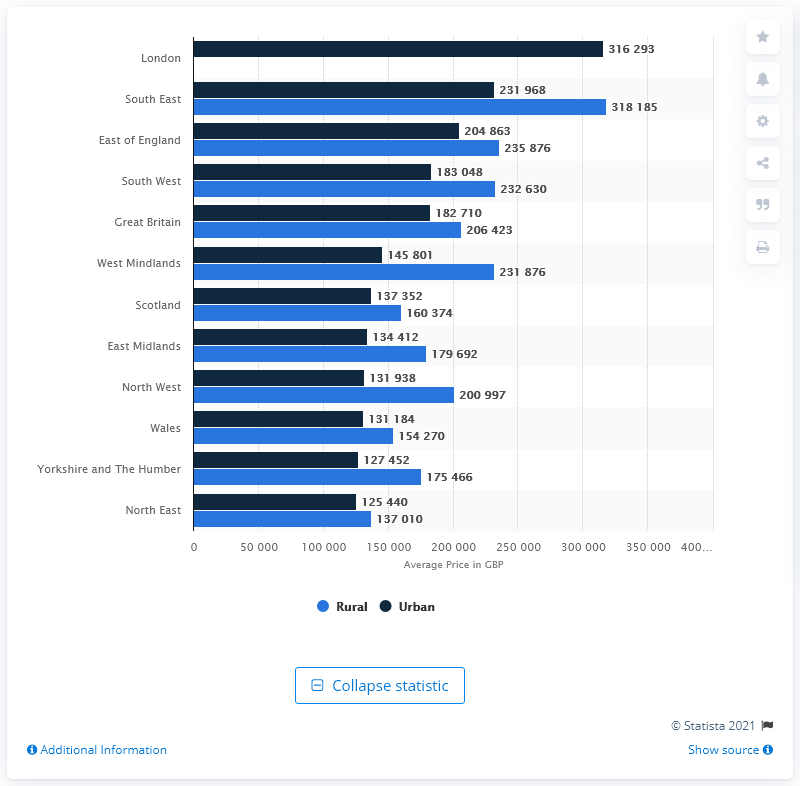 London 316 293
South East 231 968
318 185
East of England 204 863
235 876
South West 183 048
232 630
Great Britain 182 710
206 423
West Mindlands 145 801
231 876
Scotland 137 352
160 374
East Midlands 134 412
179 692
North West 131 938
200 997
Wales 131 184
154 270
Yorkshire and The Humber 127 452
175 466
North East 125 440
137 010
0 50 000 100 000 150 000 200 000 250 000 300 000 350 000 400...
Average Price in GBP
Rural Urban
Collapse statistic
© Statista 2021
Additional Information Show source